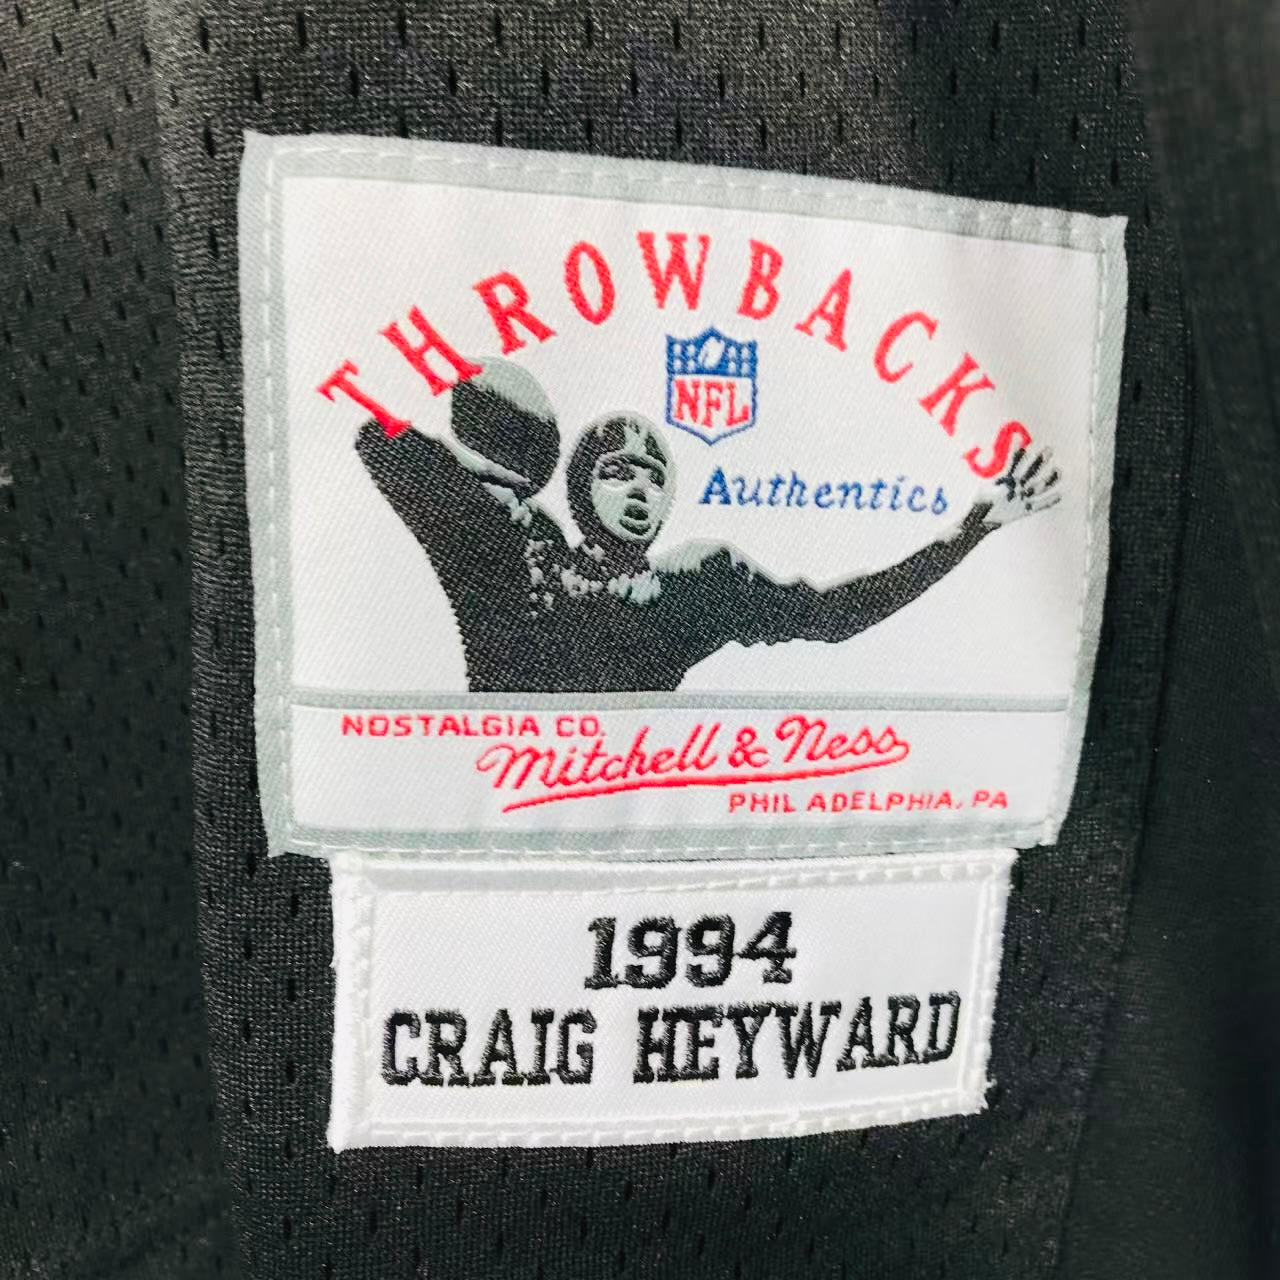 THROWBACKS
NFL
Authentics
NOSTALGIA CO.
Mitchell & Ness
PHILADELPHIA, PA
1994
CRAIG HEYWARD